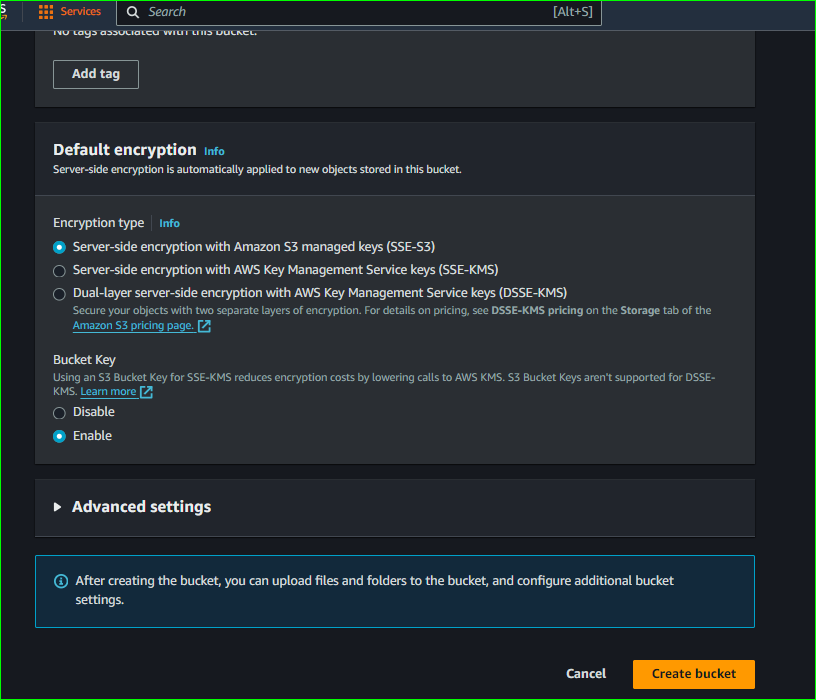 Services
Search
[Alt+S]
No tags associated with this bucket.
Add tag
Default encryption Info
Server-side encryption is automatically applied to new objects stored in this bucket.
Encryption type Info
Server-side encryption with Amazon S3 managed keys (SSE-S3)
Server-side encryption with AWS Key Management Service keys (SSE-KMS)
Dual-layer server-side encryption with AWS Key Management Service keys (DSSE-KMS)
Secure your objects with two separate layers of encryption. For details on pricing, see DSSE-KMS pricing on the Storage tab of the
Amazon S3 pricing page.
Bucket Key
Using an S3 Bucket Key for SSE-KMS reduces encryption costs by lowering calls to AWS KMS. S3 Bucket Keys aren't supported for DSSE-
KMS. Learn more
Disable
Enable
Advanced settings
After creating the bucket, you can upload files and folders to the bucket, and configure additional bucket
settings.
Cancel
Create bucket